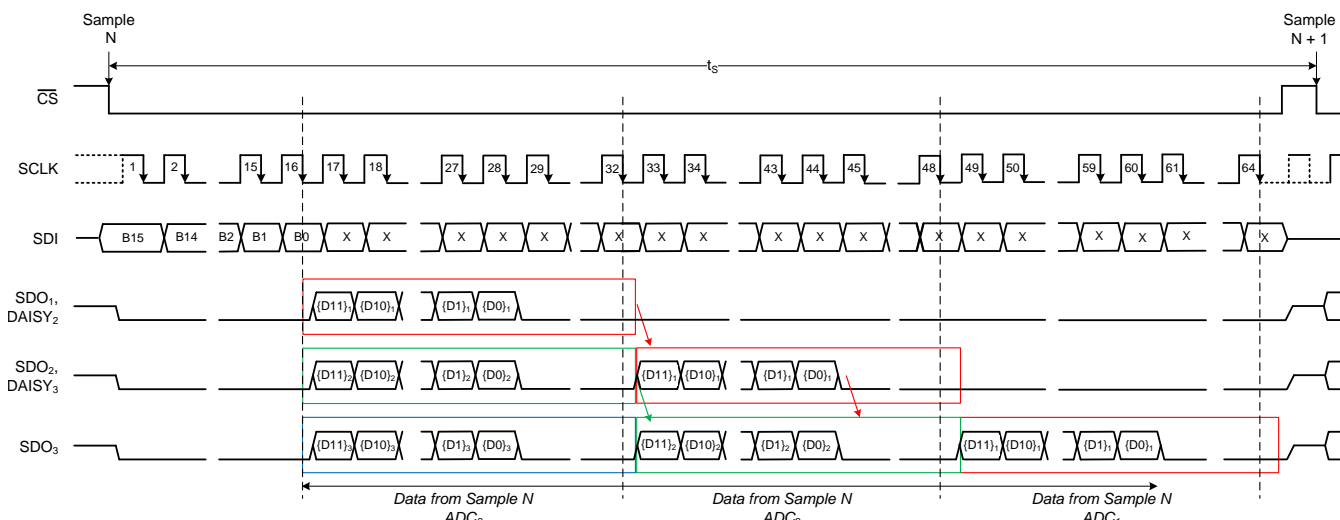 Sample
N
Sample
N + 1
tS
CS
SCLK
1 2 15 16 17 18 27 28 29 32 33 34 43 44 45 48 49 50 59 60 61 64
SDI
B15 B14 B2 B1 B0 X X X X X X X X X X X X X X X X X X X
SDO1,
DAISY2
{D11}1 {D10}1 {D1}1 {D0}1
SDO2,
DAISY3
{D11}2 {D10}2 {D1}2 {D0}2 {D11}1 {D10}1 {D1}1 {D0}1
SDO3
{D11}3 {D10}3 {D1}3 {D0}3 {D11}2 {D10}2 {D1}2 {D0}2 {D11}1 {D10}1 {D1}1 {D0}1
Data from Sample N Data from Sample N Data from Sample N
ADC ADC ADC